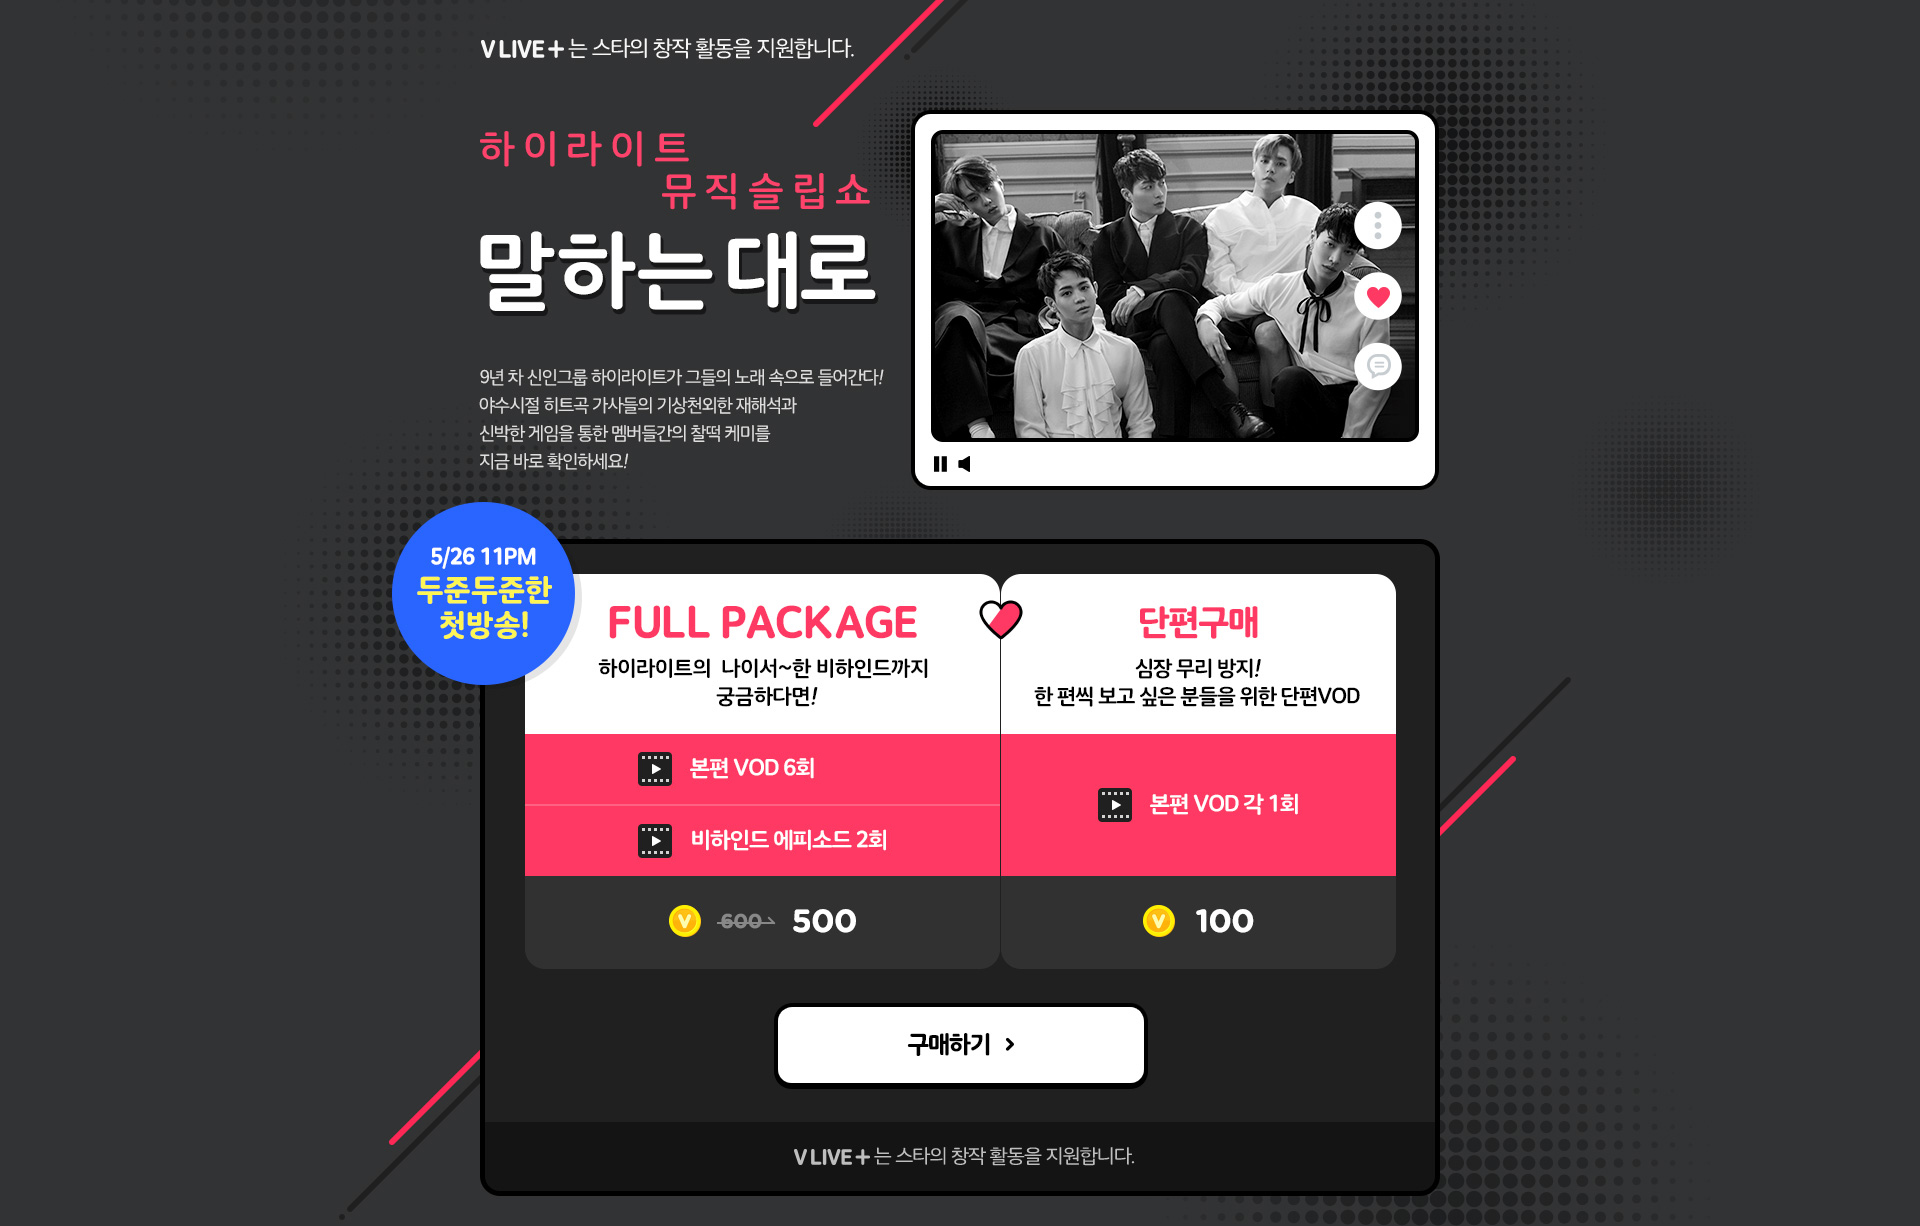 V LIVE+는 스타의 창작 활동을 지원합니다.
하이라이트
뮤직슬립쇼
말하는대로
9년 차 신인그룹 하이라이트가 그들의 노래 속으로 들어간다!
야수시절 히트곡 가사들의 기상천외한 재해석과
신박한 게임을 통한 멤버들간의 찰떡 케미를
지금 바로 확인하세요!
5/26 11PM
두준두준한
첫방송!
FULL PACKAGE
하이라이트의 나이서~한 비하인드까지
궁금하다면!
본편 VOD 6회
비하인드 에피소드 2회
V 600 500
단편구매
심장 무리 방지!
한 편씩 보고 싶은 분들을 위한 단편VOD
본편 VOD 각 1회
V 100
구매하기 >
V LIVE+는 스타의 창작 활동을 지원합니다.